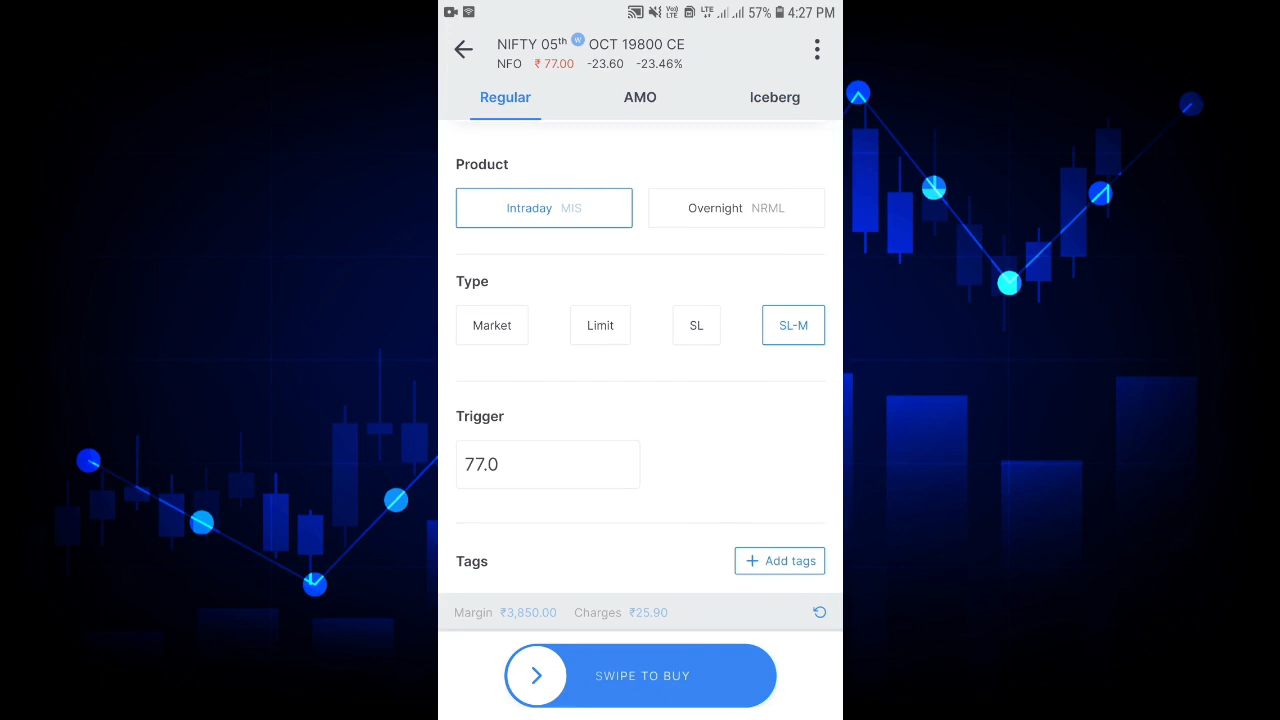 LTE 57% 4:27 PM
NIFTY 05th w OCT 19800 CE
NFO ₹ 77.00 -23.60 -23.46%
Regular AMO Iceberg
Product
Intraday MIS Overnight NRML
Type
Market Limit SL SL-M
Trigger
77.0
Tags + Add tags
Margin ₹3,850.00 Charges ₹25.90
SWIPE TO BUY